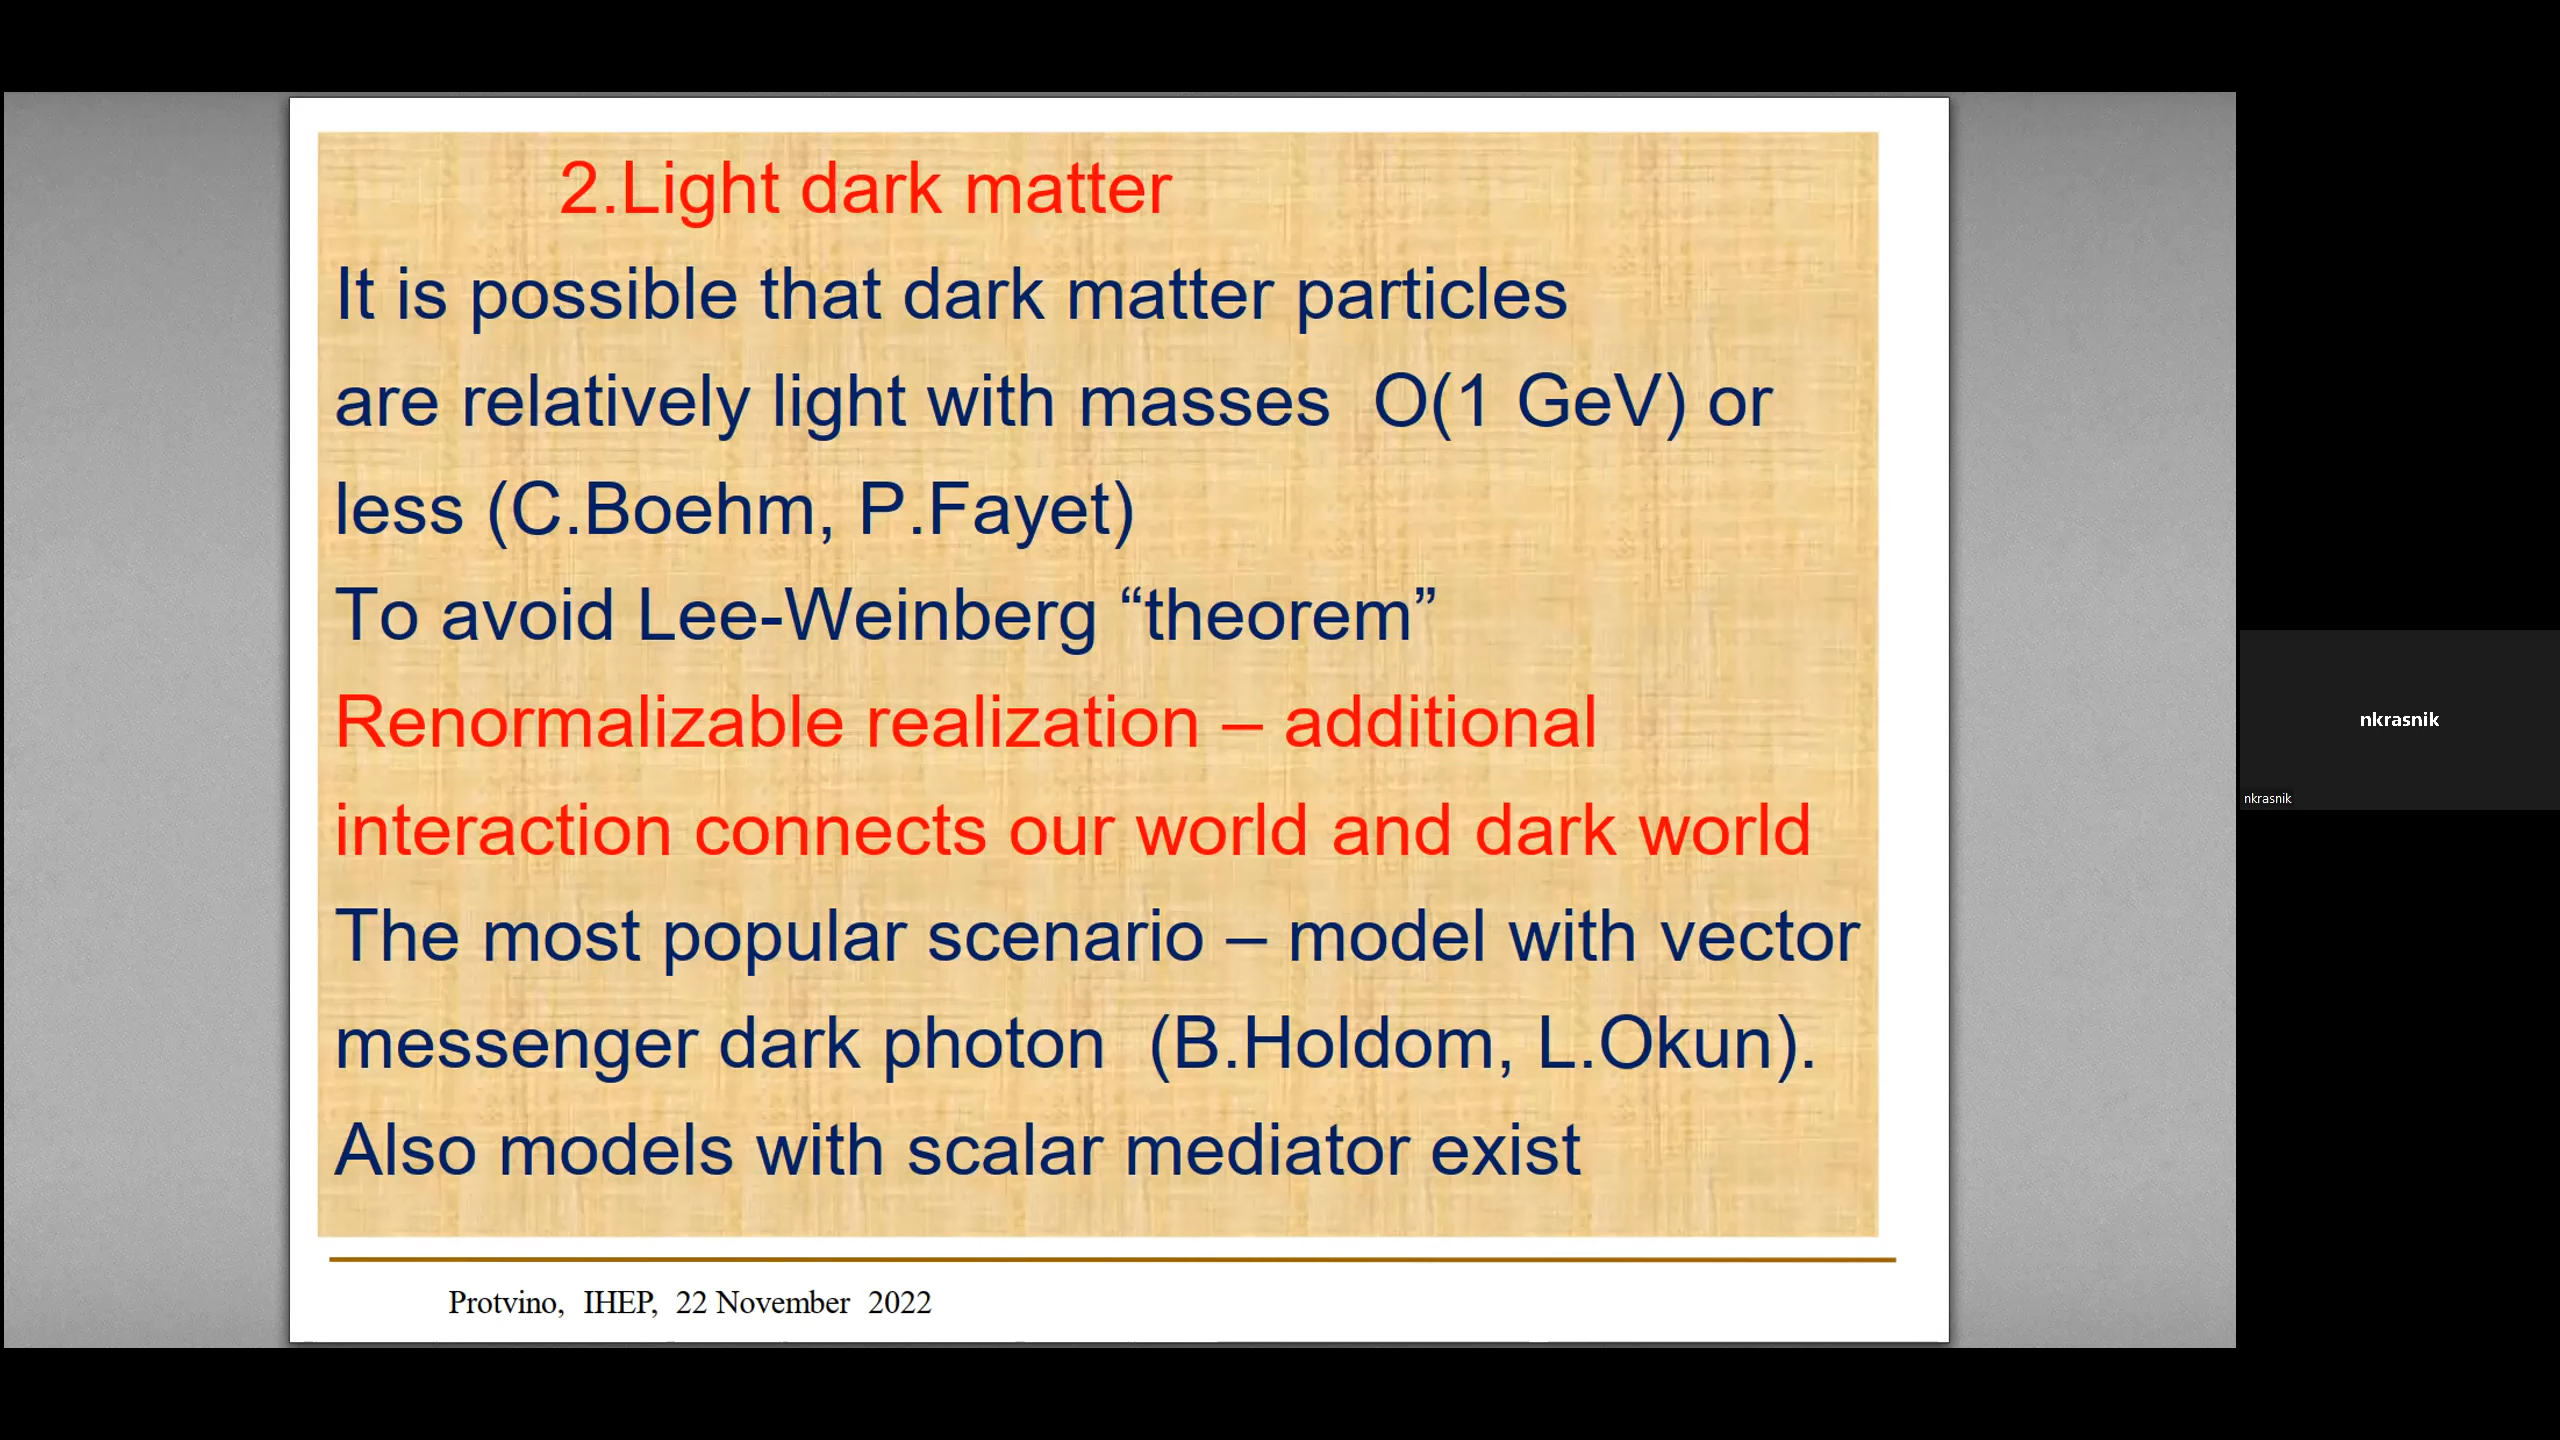 2.Light dark matter
It is possible that dark matter particles
are relatively light with masses  O(1 GeV) or
less (C.Boehm, P.Fayet)
To avoid Lee-Weinberg “theorem”
Renormalizable realization – additional
interaction connects our world and dark world
The most popular scenario – model with vector
messenger dark photon  (B.Holdom, L.Okun).
Also models with scalar mediator exist
Protvino,  IHEP,  22 November  2022
nkrasnik
nkrasnik